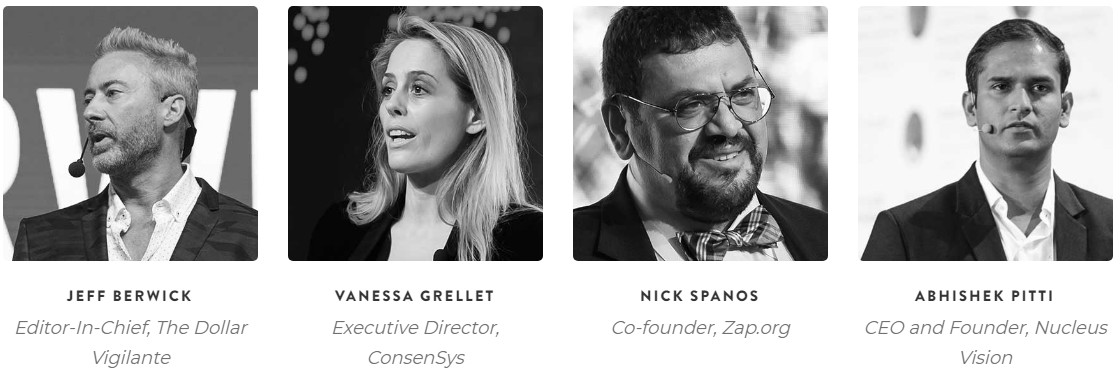 JEFF BERWICK
Editor-In-Chief, The Dollar
Vigilante
VANESSA GRELLET
Executive Director,
ConsenSys
NICK SPANOS
Co-founder, Zap.org
ABHISHEK PITTI
CEO and Founder, Nucleus
Vision